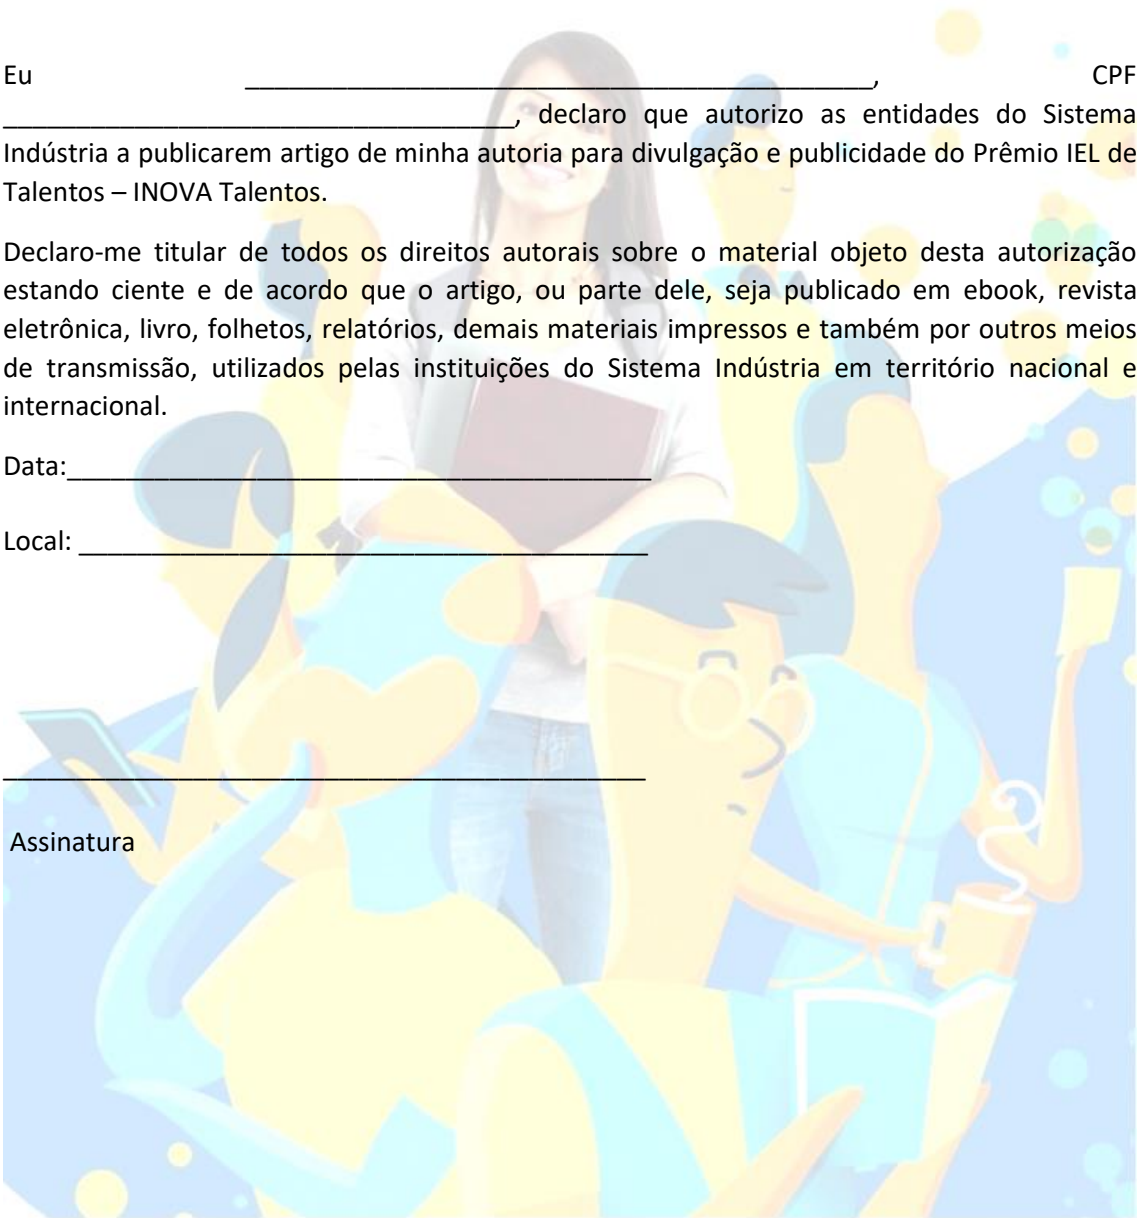 Eu ___________________________________________, CPF
___________________________________, declaro que autorizo as entidades do Sistema
Indústria a publicarem artigo de minha autoria para divulgação e publicidade do Prêmio IEL de
Talentos – INOVA Talentos.
Declaro-me titular de todos os direitos autorais sobre o material objeto desta autorização
estando ciente e de acordo que o artigo, ou parte dele, seja publicado em ebook, revista
eletrônica, livro, folhetos, relatórios, demais materiais impressos e também por outros meios
de transmissão, utilizados pelas instituições do Sistema Indústria em território nacional e
internacional.
Data:________________________________________
Local: _______________________________________
____________________________________________
Assinatura